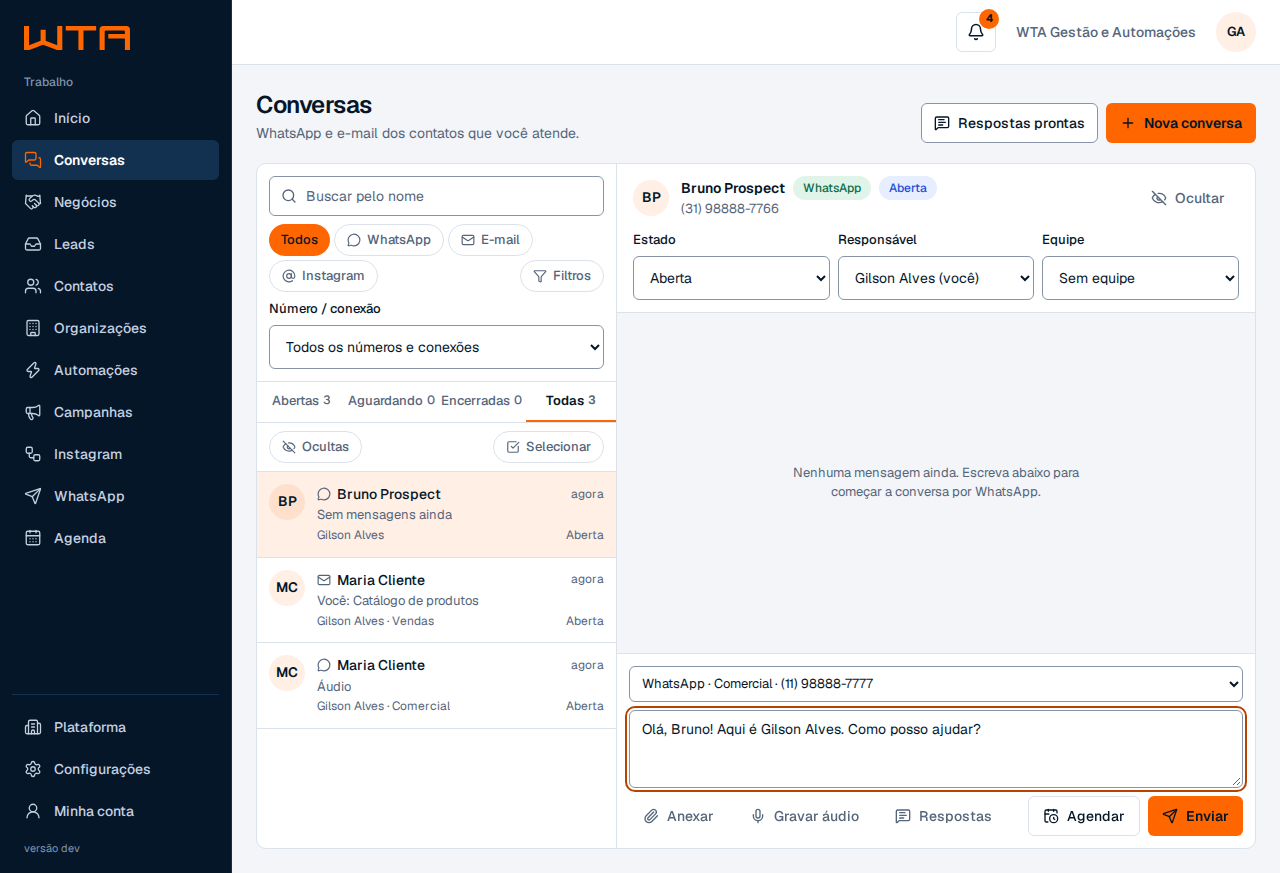 WTA
Trabalho
Início
Conversas
Negócios
Leads
Contatos
Organizações
Automações
Campanhas
Instagram
WhatsApp
Agenda
Plataforma
Configurações
Minha conta
versão dev
4
WTA Gestão e Automações
GA
Conversas
WhatsApp e e-mail dos contatos que você atende.
Respostas prontas
Nova conversa
Buscar pelo nome
Todos WhatsApp E-mail
Instagram Filtros
Número / conexão
Todos os números e conexões
Abertas 3 Aguardando 0 Encerradas 0 Todas 3
Ocultas Selecionar
BP Bruno Prospect agora
Sem mensagens ainda
Gilson Alves Aberta
MC Maria Cliente agora
Você: Catálogo de produtos
Gilson Alves · Vendas Aberta
MC Maria Cliente agora
Áudio
Gilson Alves · Comercial Aberta
BP Bruno Prospect WhatsApp Aberta
(31) 98888-7766
Ocultar
Estado Responsável Equipe
Aberta Gilson Alves (você) Sem equipe
Nenhuma mensagem ainda. Escreva abaixo para
começar a conversa por WhatsApp.
WhatsApp · Comercial · (11) 98888-7777
Olá, Bruno! Aqui é Gilson Alves. Como posso ajudar?
Anexar Gravar áudio Respostas Agendar Enviar